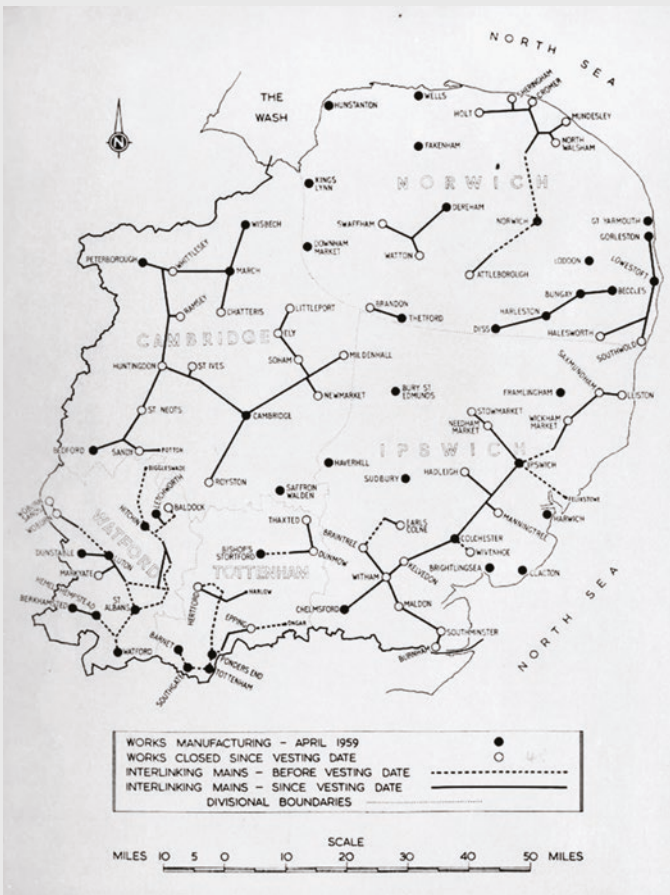 NORTH SEA
THE
WASH
HUNSTANTON
WELLS
SHERINGHAM
CROMER
HOLT
MUNDESLEY
NORTH
WALSHAM
N
FAKENHAM
KINGS
LYNN
NORWICH
DEREHAM
SWAFFHAM
NORWICH
GT. YARMOUTH
GORLESTON
WISBECH
DOWNHAM
MARKET
WATTON
LODDON
LOWESTOFT
PETERBOROUGH
WHITTLESEY
MARCH
ATTLEBOROUGH
BUNGAY
BECCLES
RAMSEY
CHATTERIS
LITTLEPORT
BRANDON
THETFORD
HARLESTON
DISS
HALESWORTH
SOUTHWOLD
CAMBRIDGE
ELY
SOHAM
MILDENHALL
HUNTINGDON
ST IVES
NEWMARKET
SAXMUNDHAM
BURY ST.
EDMUNDS
FRAMLINGHAM
LEISTON
ST. NEOTS
CAMBRIDGE
STOWMARKET
NEEDHAM
MARKET
WICKHAM
MARKET
IPSWICH
BEDFORD
SANDY
POTTON
BIGGLESWADE
ROYSTON
HAVERHILL
SUDBURY
HADLEIGH
IPSWICH
FELIXSTOWE
LETCHWORTH
BALDOCK
SAFFRON
WALDEN
HITCHIN
HARWICH
MANNINGTREE
WOBURN
SANDS
WOBURN
WATFORD
THAXTED
EARLS
COLNE
BRAINTREE
COLCHESTER
WIVENHOE
DUNSTABLE
LUTON
BISHOP'S
STORTFORD
DUNMOW
BRIGHTLINGSEA
CLACTON
MARKYATE
TOTTENHAM
WITHAM
KELVEDON
HEMEL HEMPSTEAD
BERKHAMSTED
ST.
ALBANS
HERTFORD
HARLOW
CHELMSFORD
MALDON
EPPING
ONGAR
SOUTHMINSTER
BURNHAM
WATFORD
BARNET
SOUTHGATE
PONDERS END
TOTTENHAM
NORTH SEA
WORKS MANUFACTURING - APRIL 1959
WORKS CLOSED SINCE VESTING DATE
INTERLINKING MAINS - BEFORE VESTING DATE
INTERLINKING MAINS - SINCE VESTING DATE
DIVISIONAL BOUNDARIES
SCALE
MILES 10 5 0 10 20 30 40 50 MILES